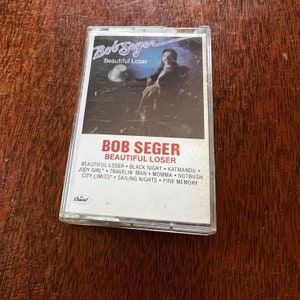 Bob Seger
Beautiful Loser
BOB SEGER
BEAUTIFUL LOSER
BEAUTIFUL LOSER • BLACK NIGHT • KATMANDU •
JODY GIRL* • TRAVELIN' MAN • MOMMA • NUTBUSH
CITY LIMITS* • SAILING NIGHTS • FINE MEMORY
Capitol